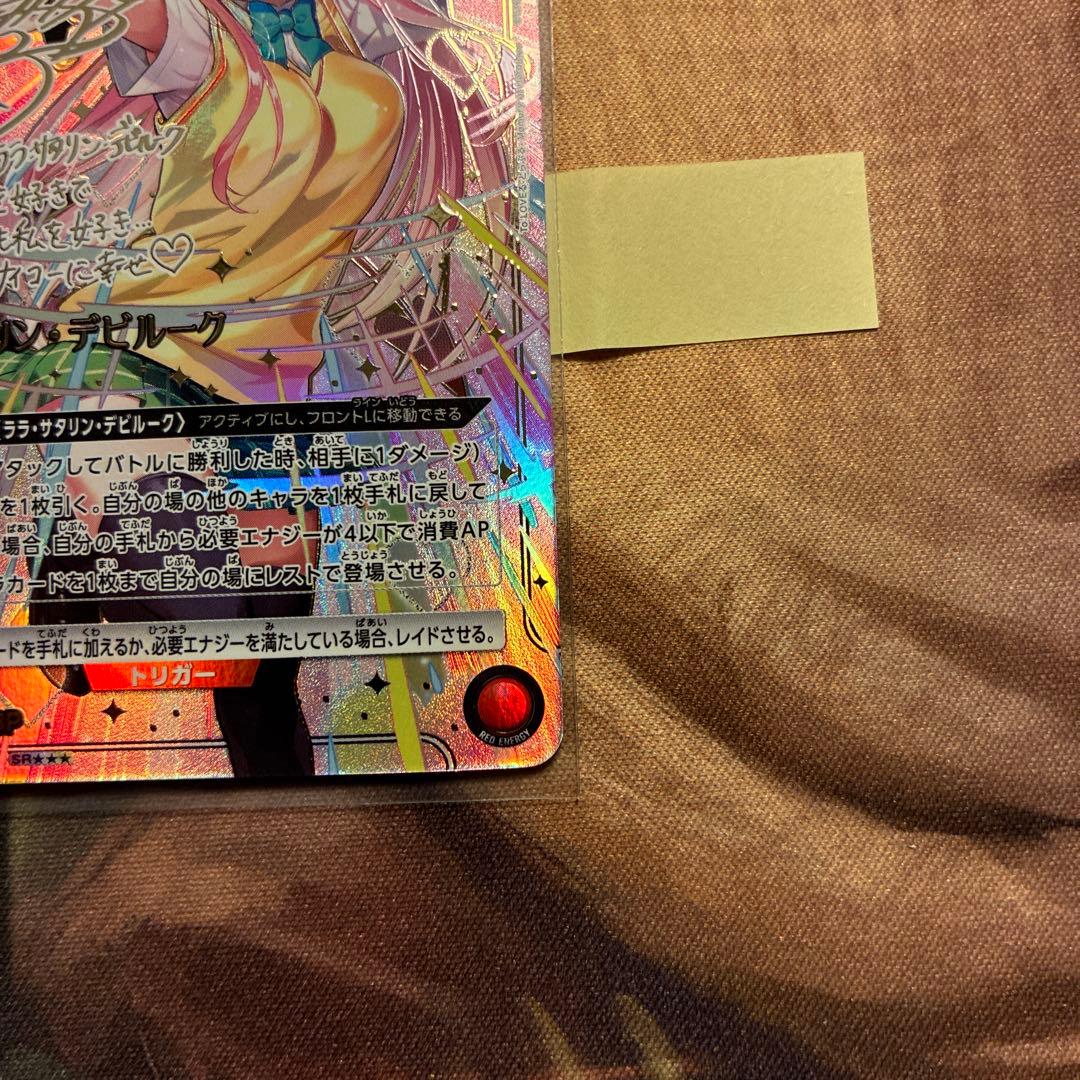 ララ・サタリン・デビルーク
好きで
も私を好き…
に幸せ♡
リン・デビルーク
〈ララ・サタリン・デビルーク〉 アクティブにし、フロントLに移動できる
タックしてバトルに勝利した時、相手に1ダメージ)
を1枚引く。自分の場の他のキャラを1枚手札に戻して
場合、自分の手札から必要エナジーが4以下で消費AP
ラカードを1枚まで自分の場にレストで登場させる。
ードを手札に加えるか、必要エナジーを満たしている場合、レイドさせる。
トリガー
RED ENERGY
SR★★★